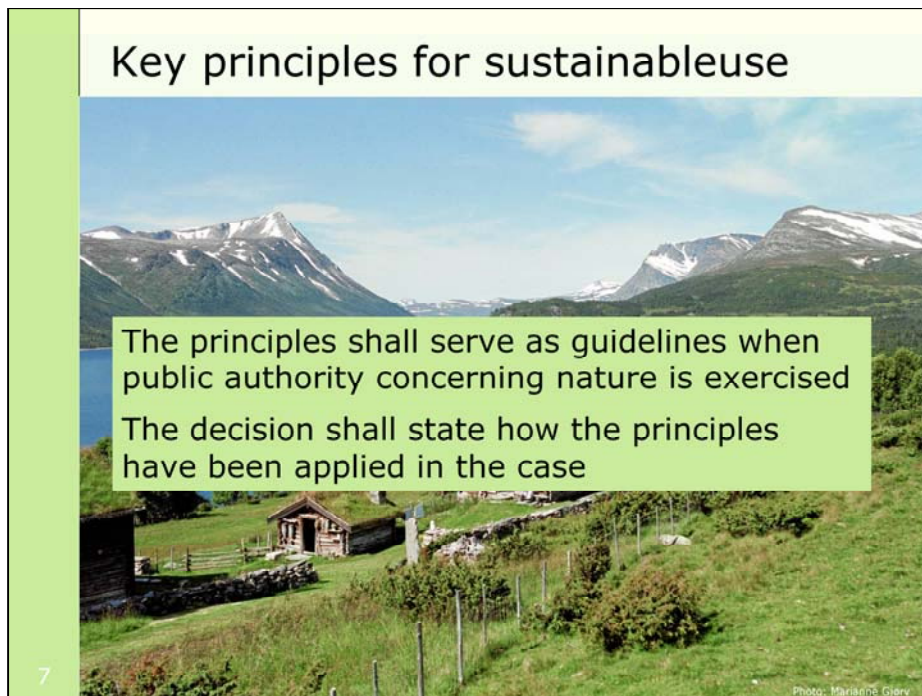 Key principles for sustainableuse
The principles shall serve as guidelines when
public authority concerning nature is exercised
The decision shall state how the principles
have been applied in the case
7
Photo: Marianne Gjørv